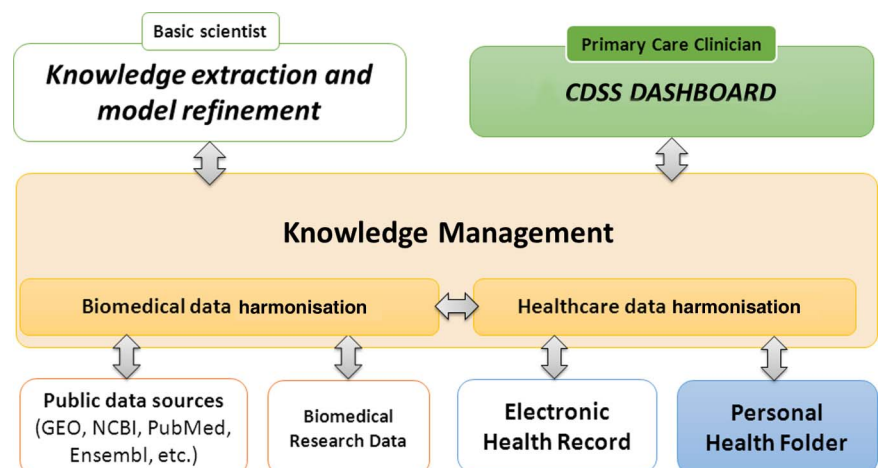 Basic scientist
Knowledge extraction and
model refinement
Primary Care Clinician
CDSS DASHBOARD
Knowledge Management
Biomedical data harmonisation
Healthcare data harmonisation
Public data sources
(GEO, NCBI, PubMed,
Ensembl, etc.)
Biomedical
Research Data
Electronic
Health Record
Personal
Health Folder